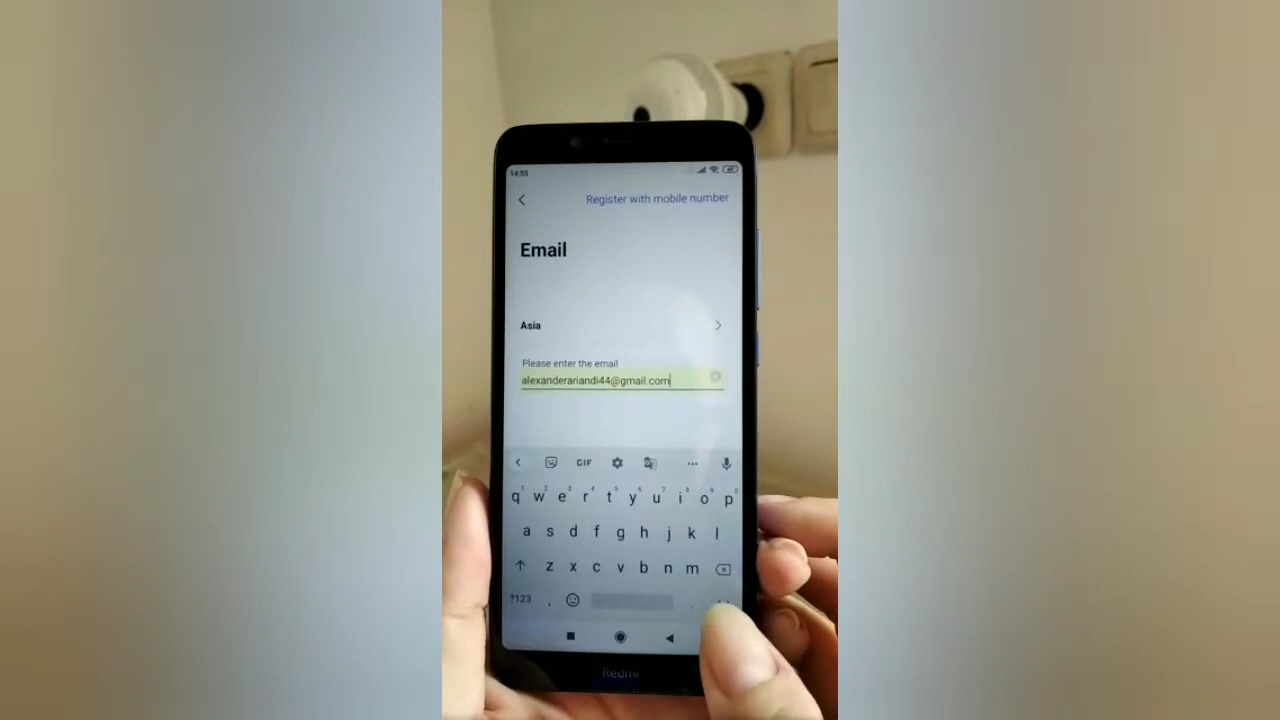 14:55
Register with mobile number
Email
Asia
Please enter the email
alexanderariandi44@gmail.com
GIF
q w e r t y u i o p
a s d f g h j k l
z x c v b n m
?123 , .
Redmi